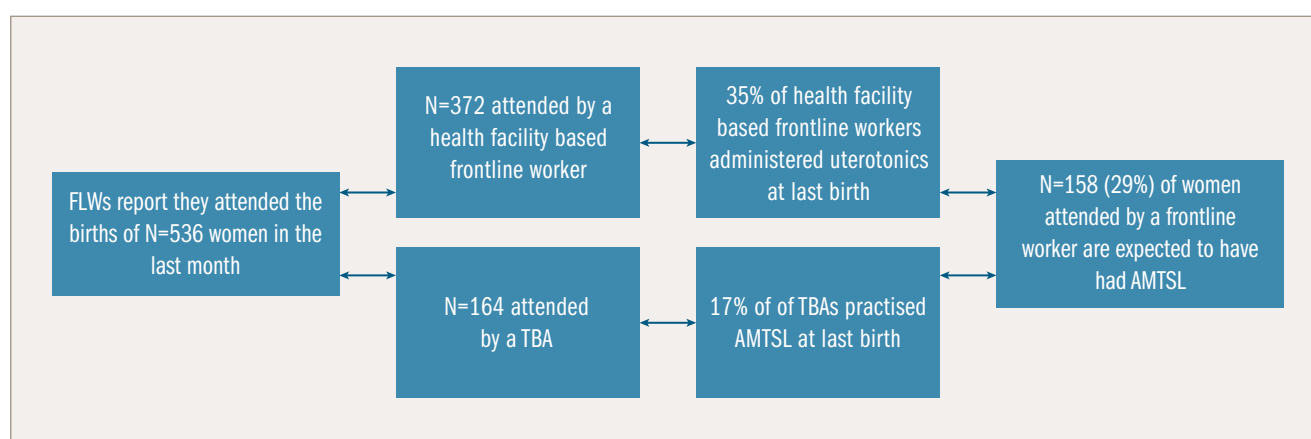 FLWs report they attended the
births of N=536 women in the
last month
N=372 attended by a
health facility based
frontline worker
N=164 attended
by a TBA
35% of health facility
based frontline workers
administered uterotonics
at last birth
17% of of TBAs practised
AMTSL at last birth
N=158 (29%) of women
attended by a frontline
worker are expected to have
had AMTSL